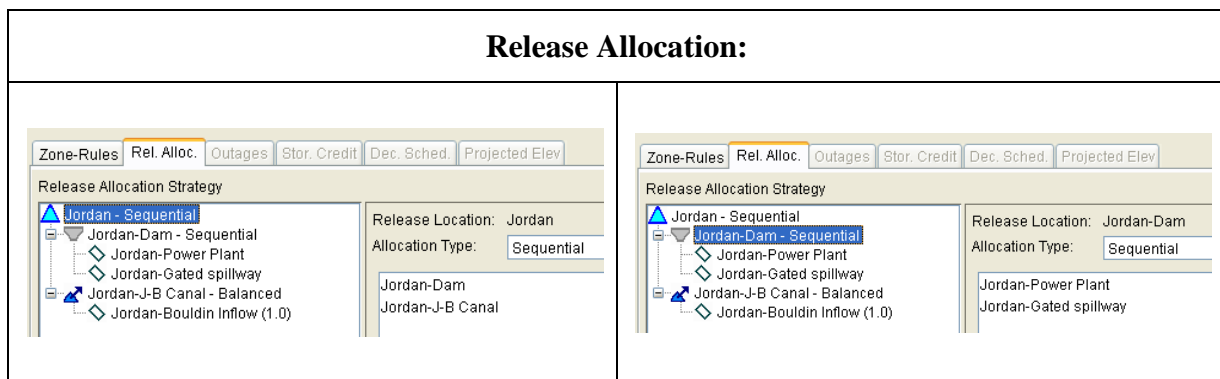 Release Allocation:
Zone-Rules Rel. Alloc. Outages Stor. Credit Dec. Sched. Projected Elev
Release Allocation Strategy
Jordan - Sequential
Jordan-Dam - Sequential
Jordan-Power Plant
Jordan-Gated spillway
Jordan-J-B Canal - Balanced
Jordan-Bouldin Inflow (1.0)
Release Location: Jordan
Allocation Type: Sequential
Jordan-Dam
Jordan-J-B Canal
Zone-Rules Rel. Alloc. Outages Stor. Credit Dec. Sched. Projected Elev
Release Allocation Strategy
Jordan - Sequential
Jordan-Dam - Sequential
Jordan-Power Plant
Jordan-Gated spillway
Jordan-J-B Canal - Balanced
Jordan-Bouldin Inflow (1.0)
Release Location: Jordan-Dam
Allocation Type: Sequential
Jordan-Power Plant
Jordan-Gated spillway